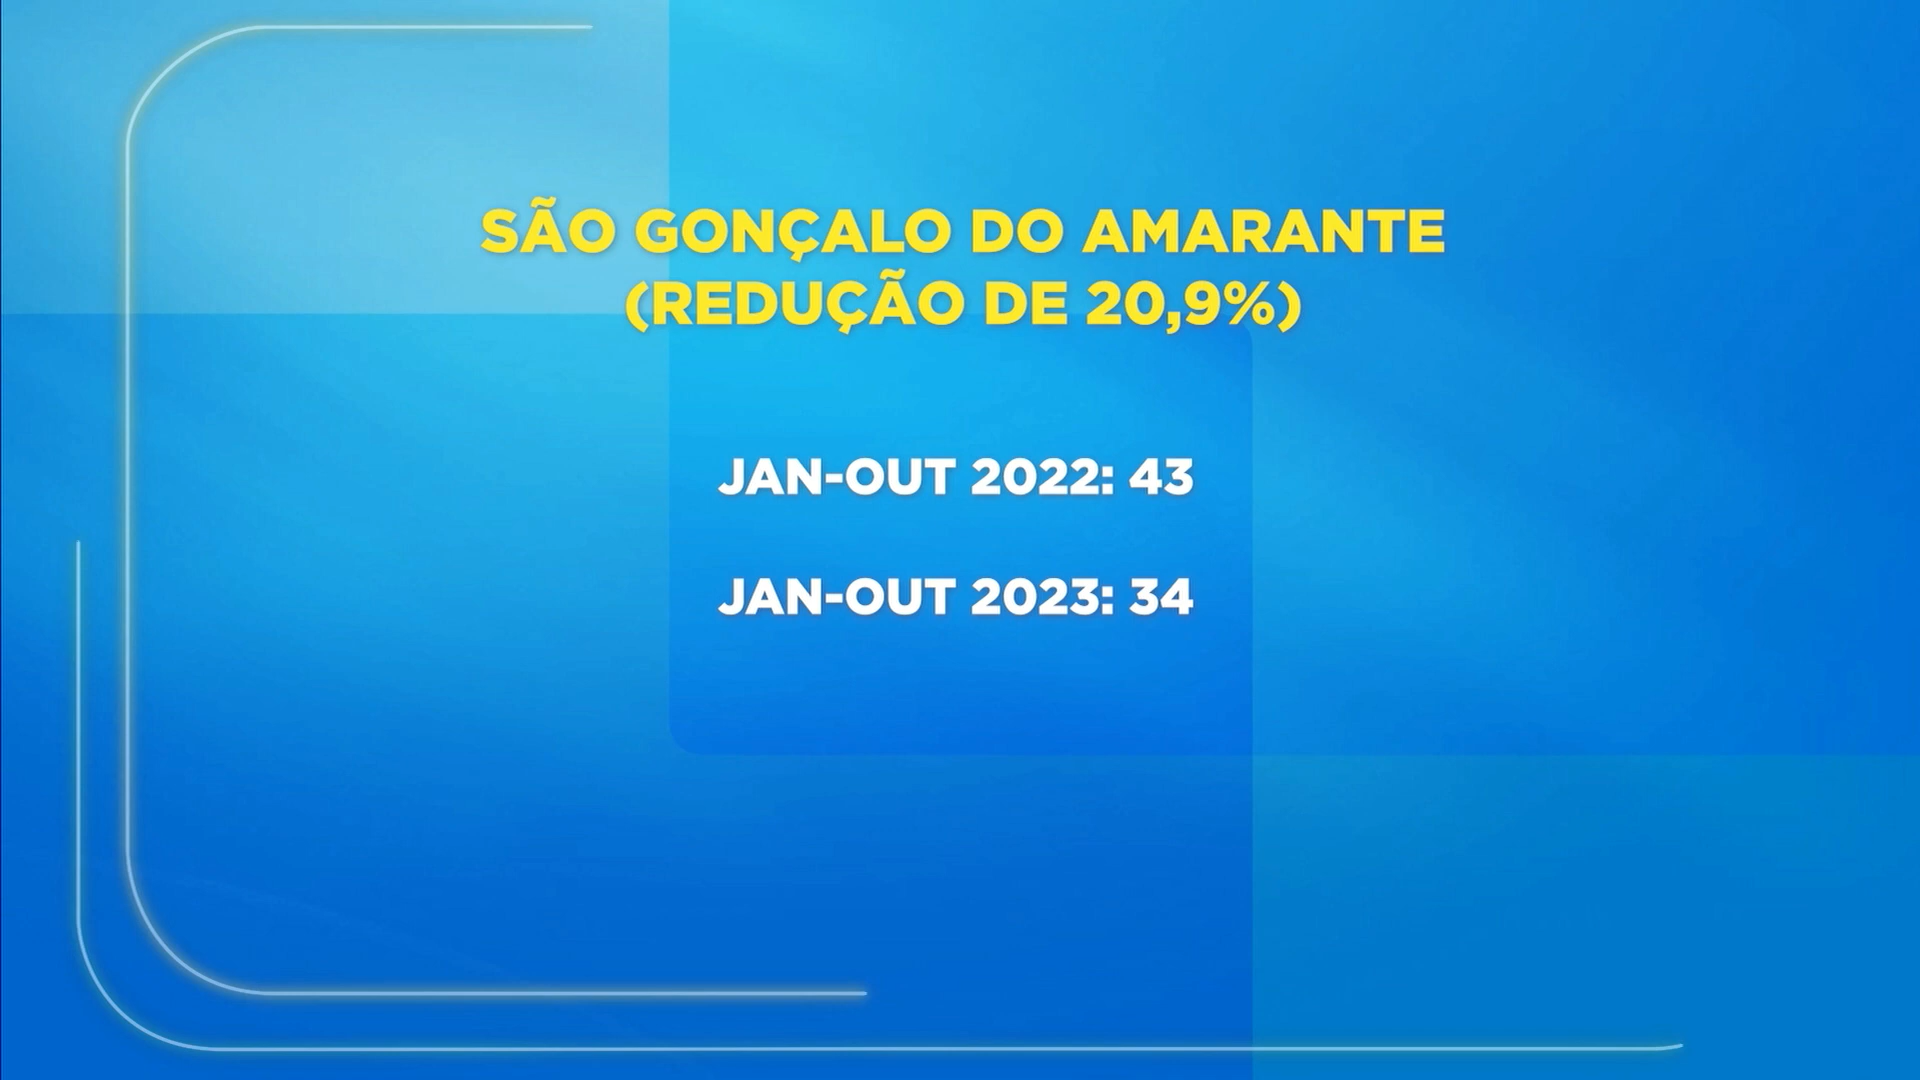 SÃO GONÇALO DO AMARANTE
(REDUÇÃO DE 20,9%)
JAN-OUT 2022: 43
JAN-OUT 2023: 34